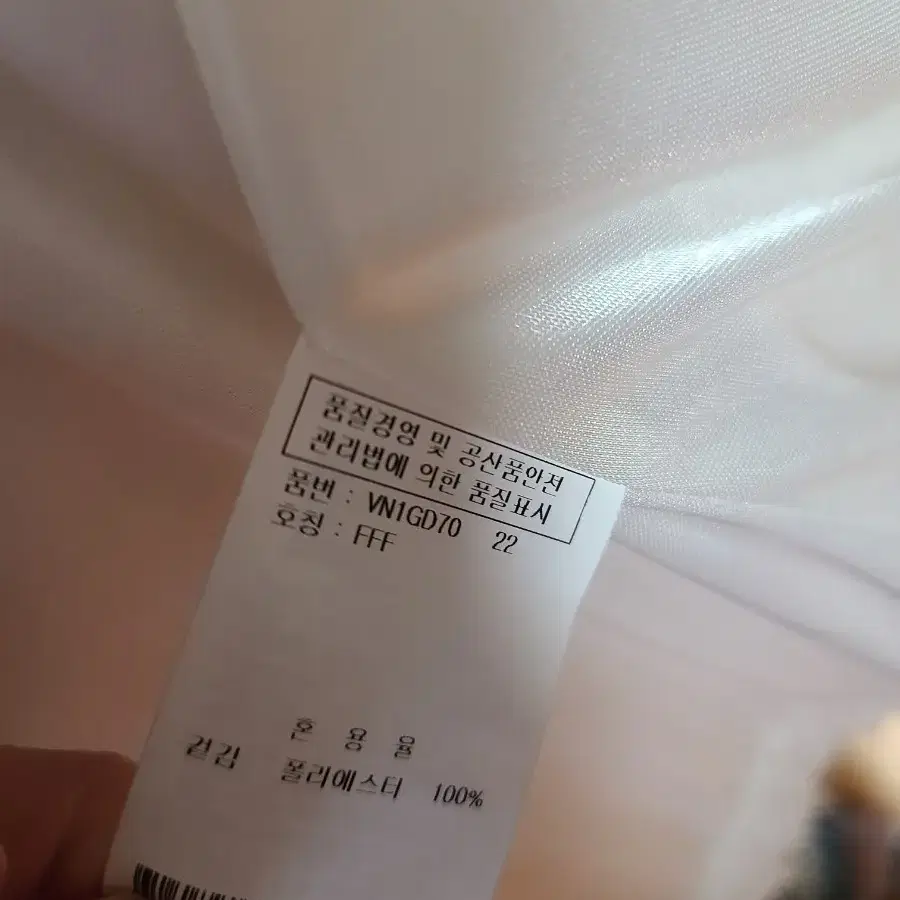 품질경영 및 공산품안전
관리법에 의한 품질표시
품번 : VN1GD70 22
호칭 : FFF
혼 용 율
겉감 폴리에스터 100%